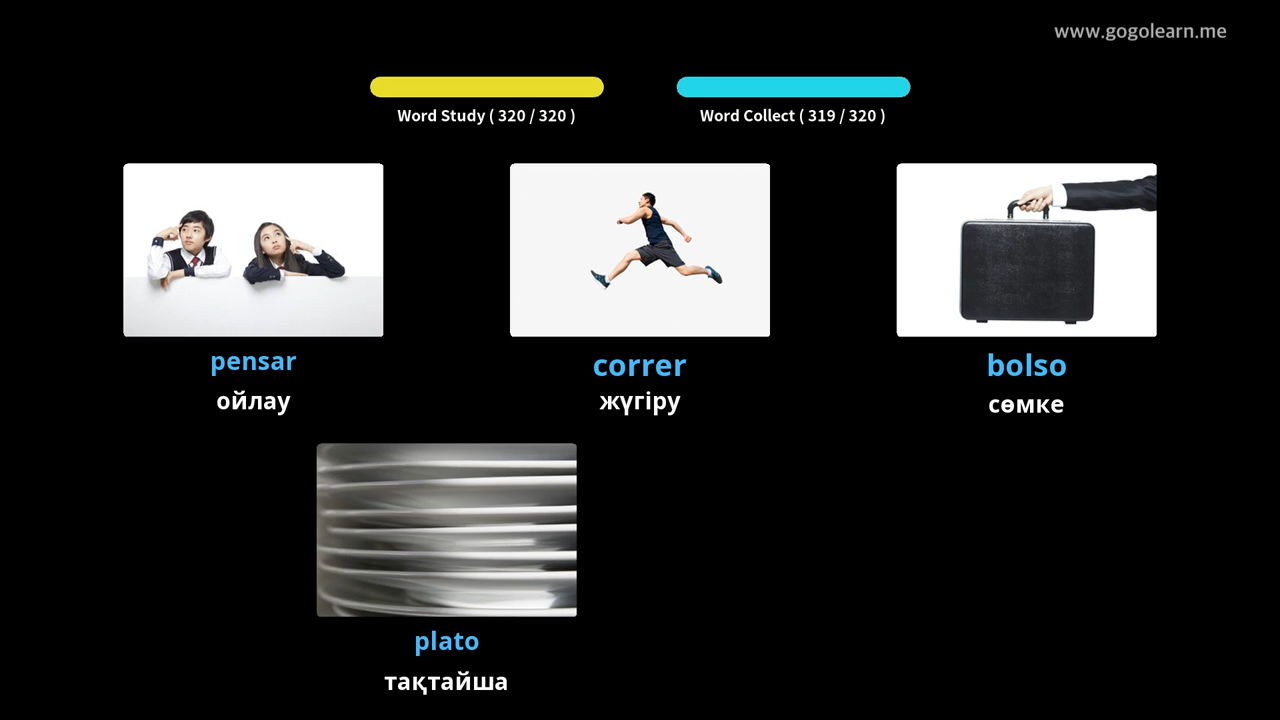 www.gogolearn.me
Word Study ( 320 / 320 )
Word Collect ( 319 / 320 )
pensar
ойлау
correr
жүгіру
bolso
сөмке
plato
тақтайша